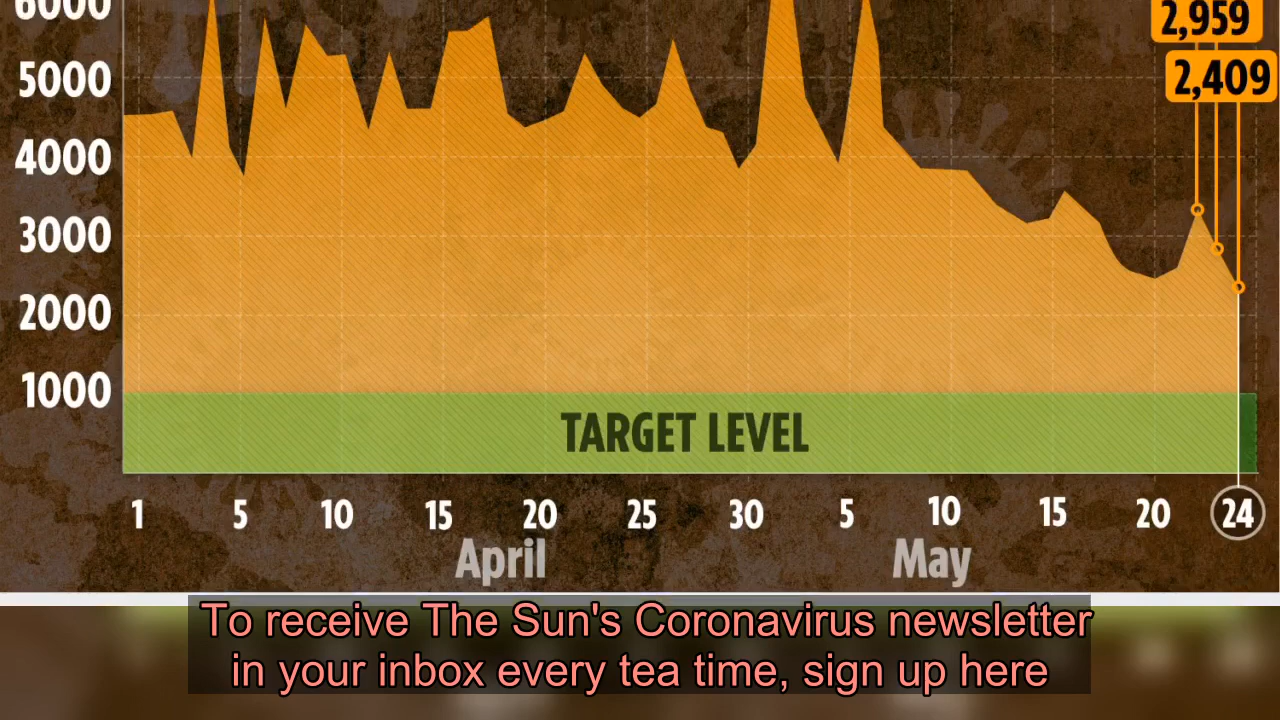 6000
2,959
5000
2,409
4000
3000
2000
1000
TARGET LEVEL
1 5 10 15 20 25 30 5 10 15 20 24
April May
To receive The Sun's Coronavirus newsletter
in your inbox every tea time, sign up here